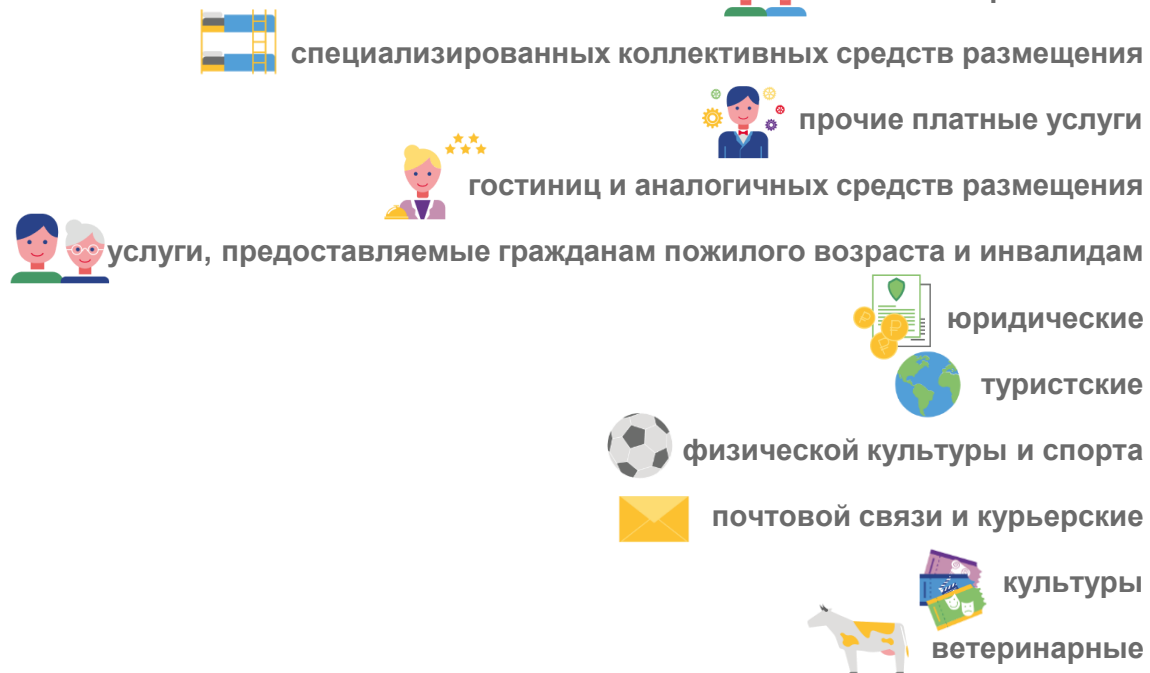 специализированных коллективных средств размещения
прочие платные услуги
гостиниц и аналогичных средств размещения
услуги, предоставляемые гражданам пожилого возраста и инвалидам
юридические
туристские
физической культуры и спорта
почтовой связи и курьерские
культуры
ветеринарные